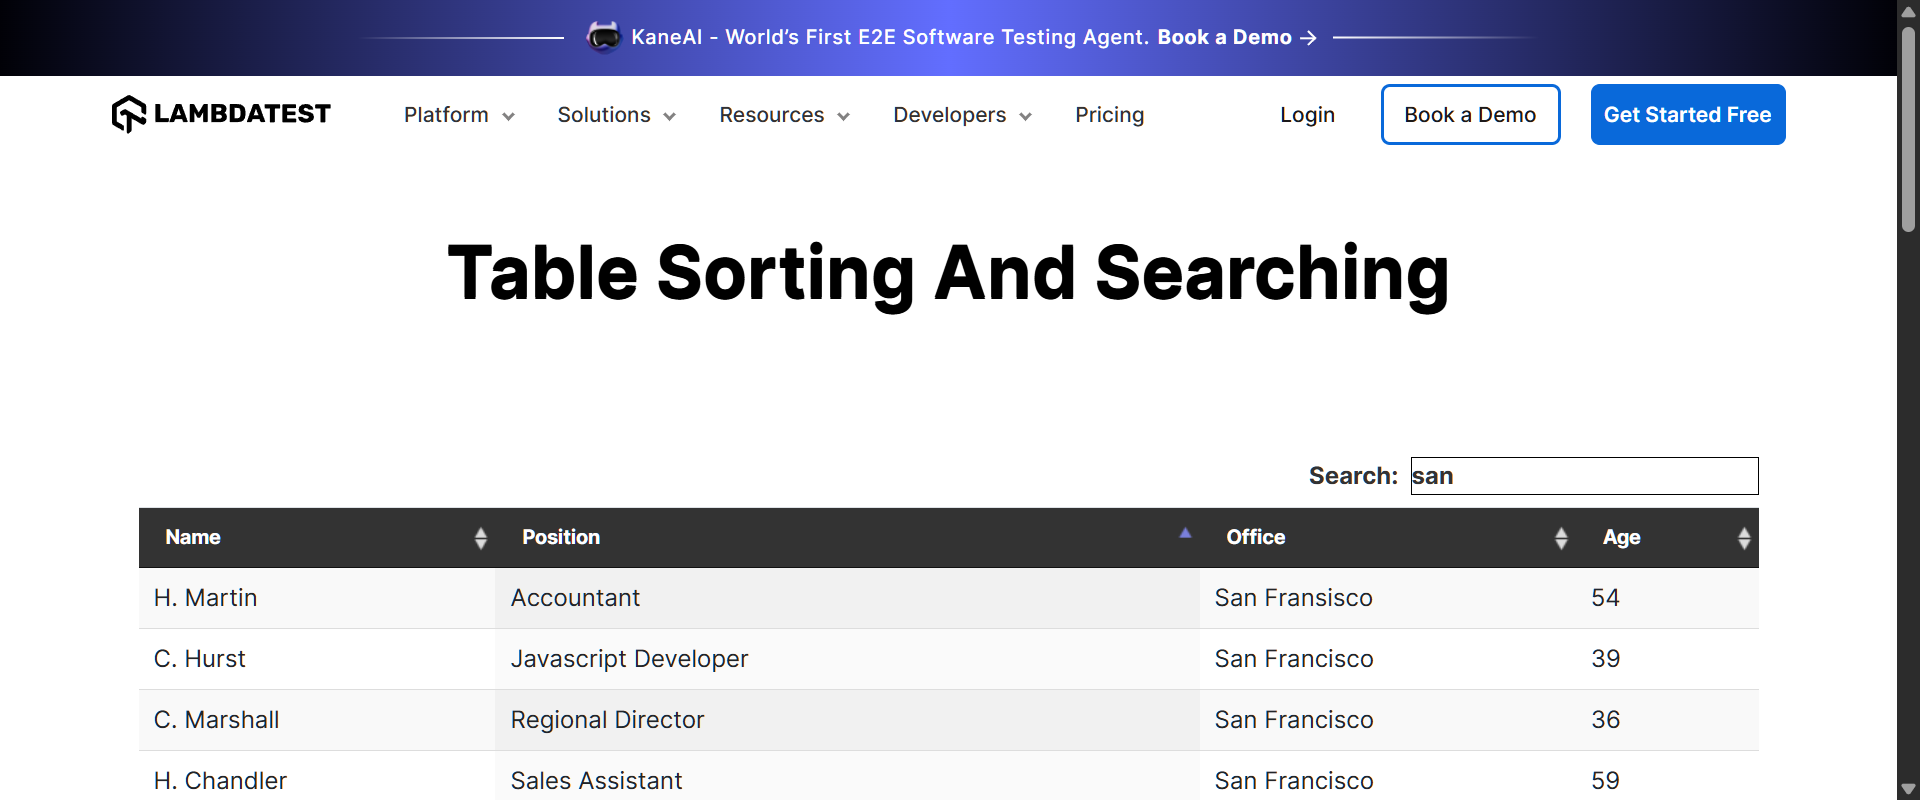 KaneAI - World’s First E2E Software Testing Agent. Book a Demo →
LAMBDATEST Platform Solutions Resources Developers Pricing Login Book a Demo Get Started Free
Table Sorting And Searching
Search: san
Name Position Office Age
H. Martin Accountant San Fransisco 54
C. Hurst Javascript Developer San Francisco 39
C. Marshall Regional Director San Francisco 36
H. Chandler Sales Assistant San Francisco 59